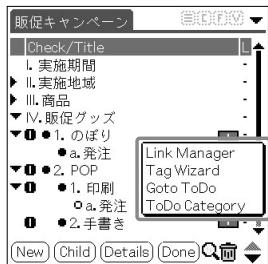 販促キャンペーン
Check/Title L
I. 実施期間 -
II. 実施地域 -
III. 商品 -
IV. 販促グッズ -
1. のぼり
a. 発注
2. POP
1. 印刷
a. 発注
2. 手書き
Link Manager
Tag Wizard
Goto ToDo
ToDo Category
New Child Details Done